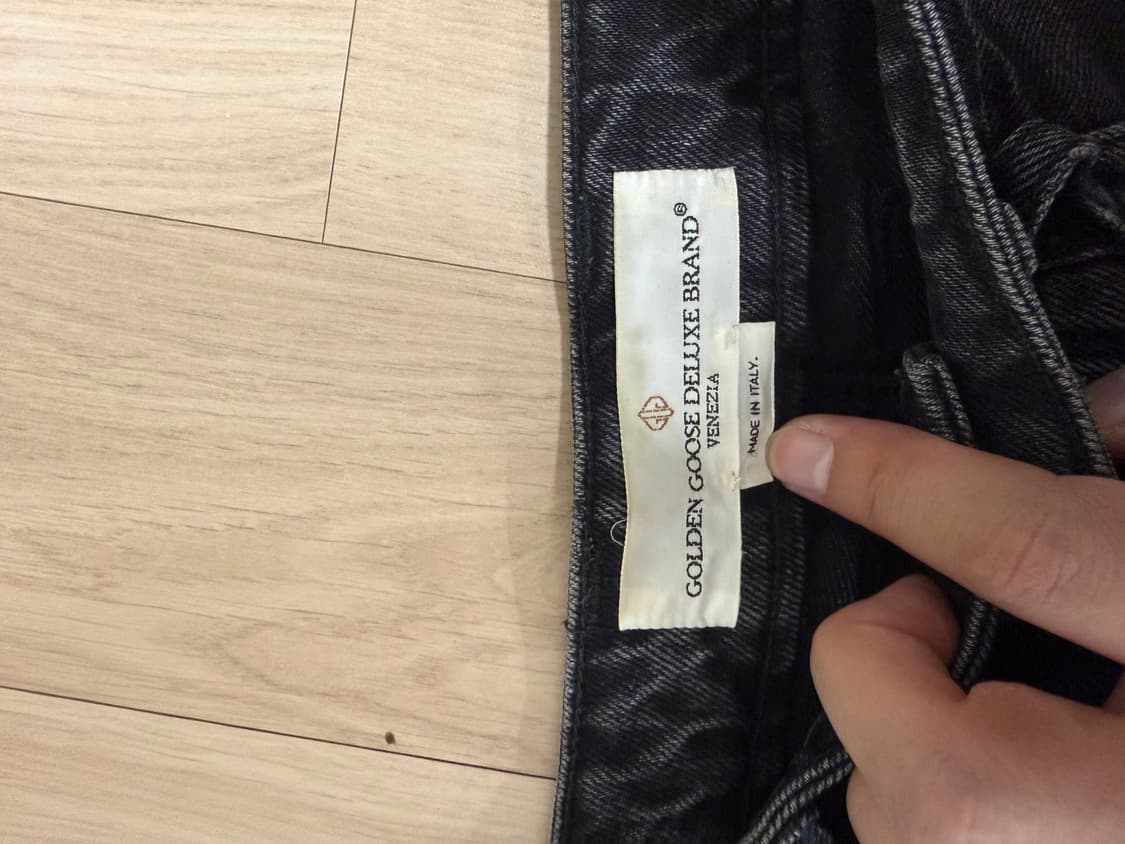 GOLDEN GOOSE DELUXE BRAND®
VENEZIA
MADE IN ITALY.